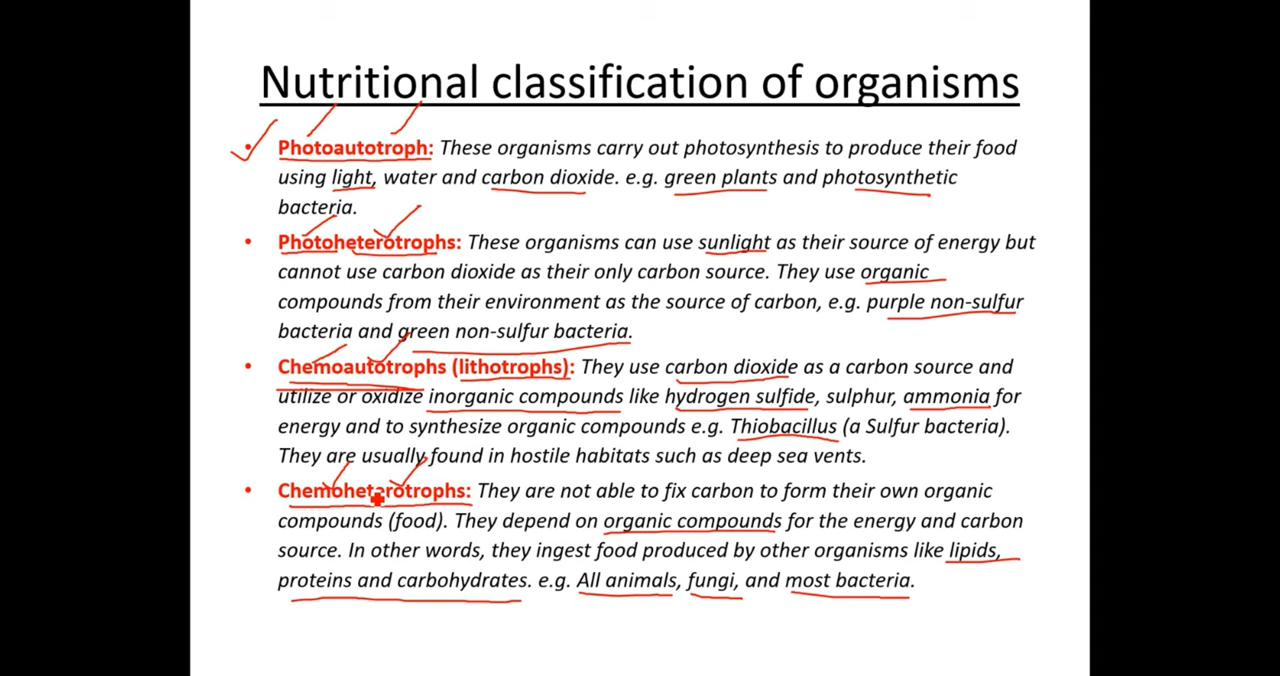 Nutritional classification of organisms
• Photoautotroph: These organisms carry out photosynthesis to produce their food
using light, water and carbon dioxide. e.g. green plants and photosynthetic
bacteria.
• Photoheterotrophs: These organisms can use sunlight as their source of energy but
cannot use carbon dioxide as their only carbon source. They use organic
compounds from their environment as the source of carbon, e.g. purple non-sulfur
bacteria and green non-sulfur bacteria.
• Chemoautotrophs (lithotrophs): They use carbon dioxide as a carbon source and
utilize or oxidize inorganic compounds like hydrogen sulfide, sulphur, ammonia for
energy and to synthesize organic compounds e.g. Thiobacillus (a Sulfur bacteria).
They are usually found in hostile habitats such as deep sea vents.
• Chemoheterotrophs: They are not able to fix carbon to form their own organic
compounds (food). They depend on organic compounds for the energy and carbon
source. In other words, they ingest food produced by other organisms like lipids,
proteins and carbohydrates. e.g. All animals, fungi, and most bacteria.